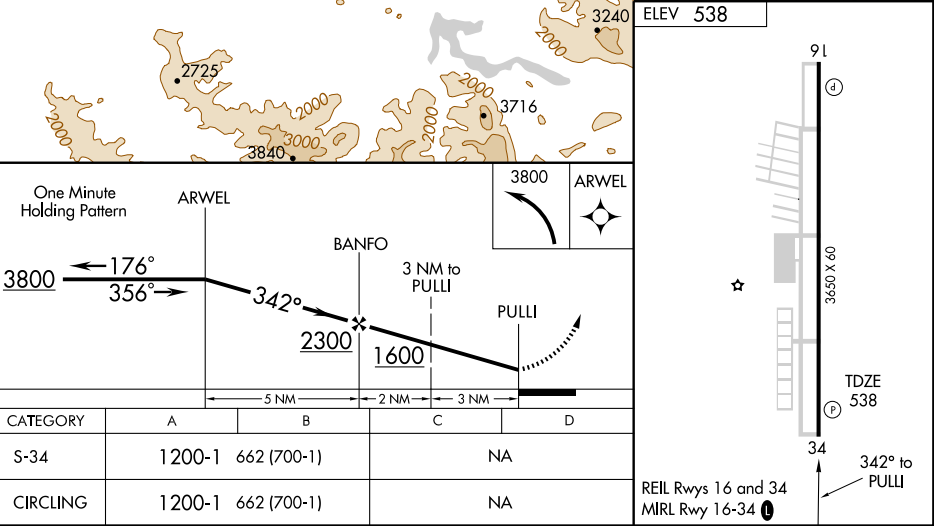 3240
2000
2725
2000
3716
2000
2000
3000
3840
2000
One Minute
Holding Pattern
ARWEL
3800
ARWEL
BANFO
3 NM to
PULLI
PULLI
3800
176°
356°
342°
2300
1600
5 NM
2 NM
3 NM
CATEGORY A B C D
S-34 1200-1 662 (700-1) NA
CIRCLING 1200-1 662 (700-1) NA
ELEV 538
16
P
3650 X 60
TDZE
538
P
34
342° to
PULLI
REIL Rwys 16 and 34
MIRL Rwy 16-34 L